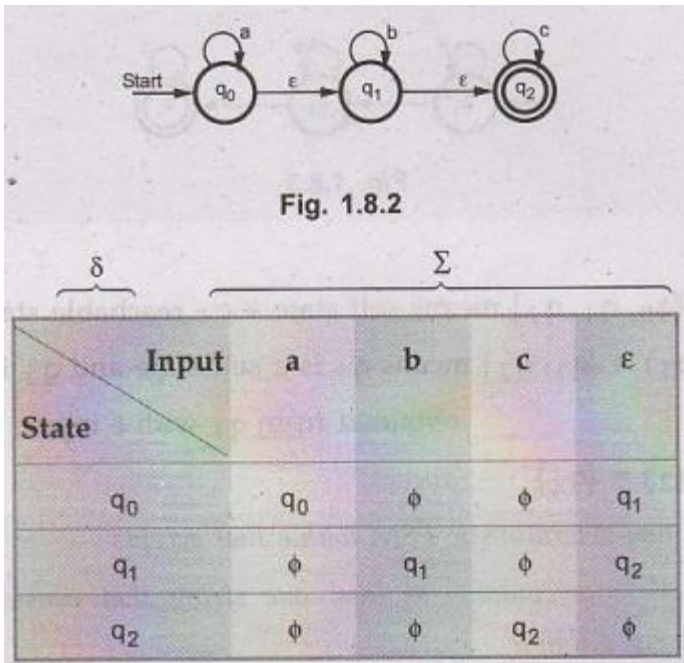 a b c
Start q₀ ε q₁ ε q₂
Fig. 1.8.2
δ Σ
Input a b c ε
State
q₀ q₀ ϕ ϕ q₁
q₁ ϕ q₁ ϕ q₂
q₂ ϕ ϕ q₂ ϕ